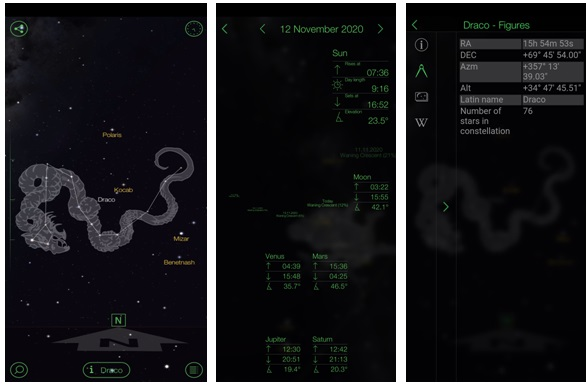 Polaris
Kocab
Draco
Mizar
Benetnash
N
i Draco
12 November 2020
Sun
Rises at
07:36
Day length
9:16
Sets at
16:52
Elevation
23.5°
Waning Crescent
Moon
03:22
15:55
42.1°
Today
Waning Crescent (12%)
Venus
04:39
15:48
35.7°
Mars
15:36
04:25
46.5°
Jupiter
12:30
20:51
19.4°
Saturn
12:42
21:13
20.3°
Draco - Figures
RA 15h 54m 53s
DEC +69° 45' 54.00"
Azm +357° 13'
39.03"
Alt +34° 47' 45.51"
Latin name Draco
Number of 76
stars in
constellation
W